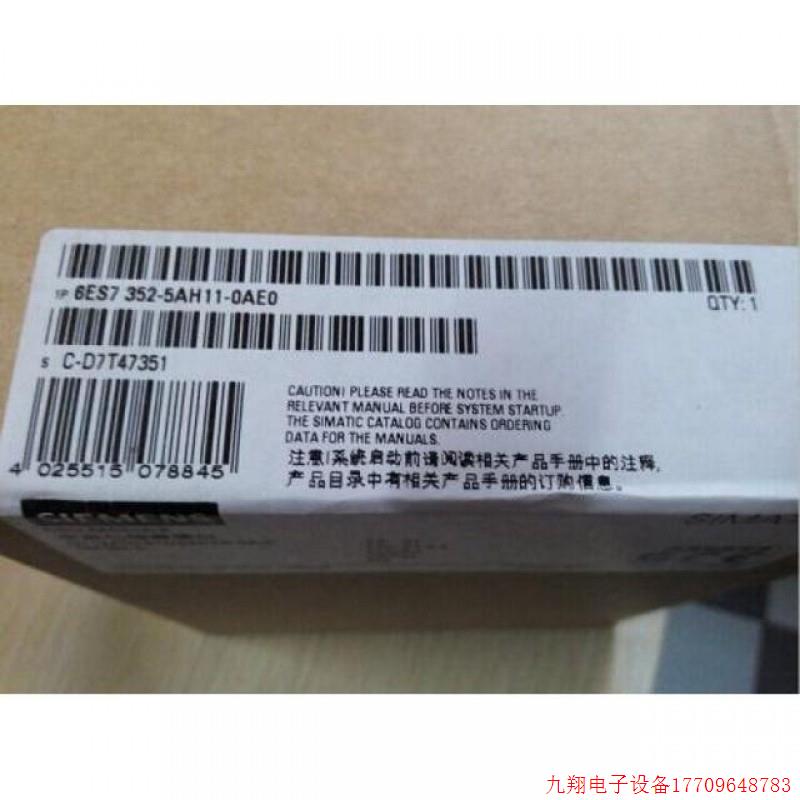 1P 6ES7 352-5AH11-0AE0
QTY: 1
S C-D7T47351
CAUTION! PLEASE READ THE NOTES IN THE
RELEVANT MANUAL BEFORE SYSTEM STARTUP.
THE SIMATIC CATALOG CONTAINS ORDERING
DATA FOR THE MANUALS.
注意!系统启动前请阅读相关产品手册中的注释,
产品目录中有相关产品手册的订购信息。
4 025515 078845
SIEMENS
九翔电子设备17709648783